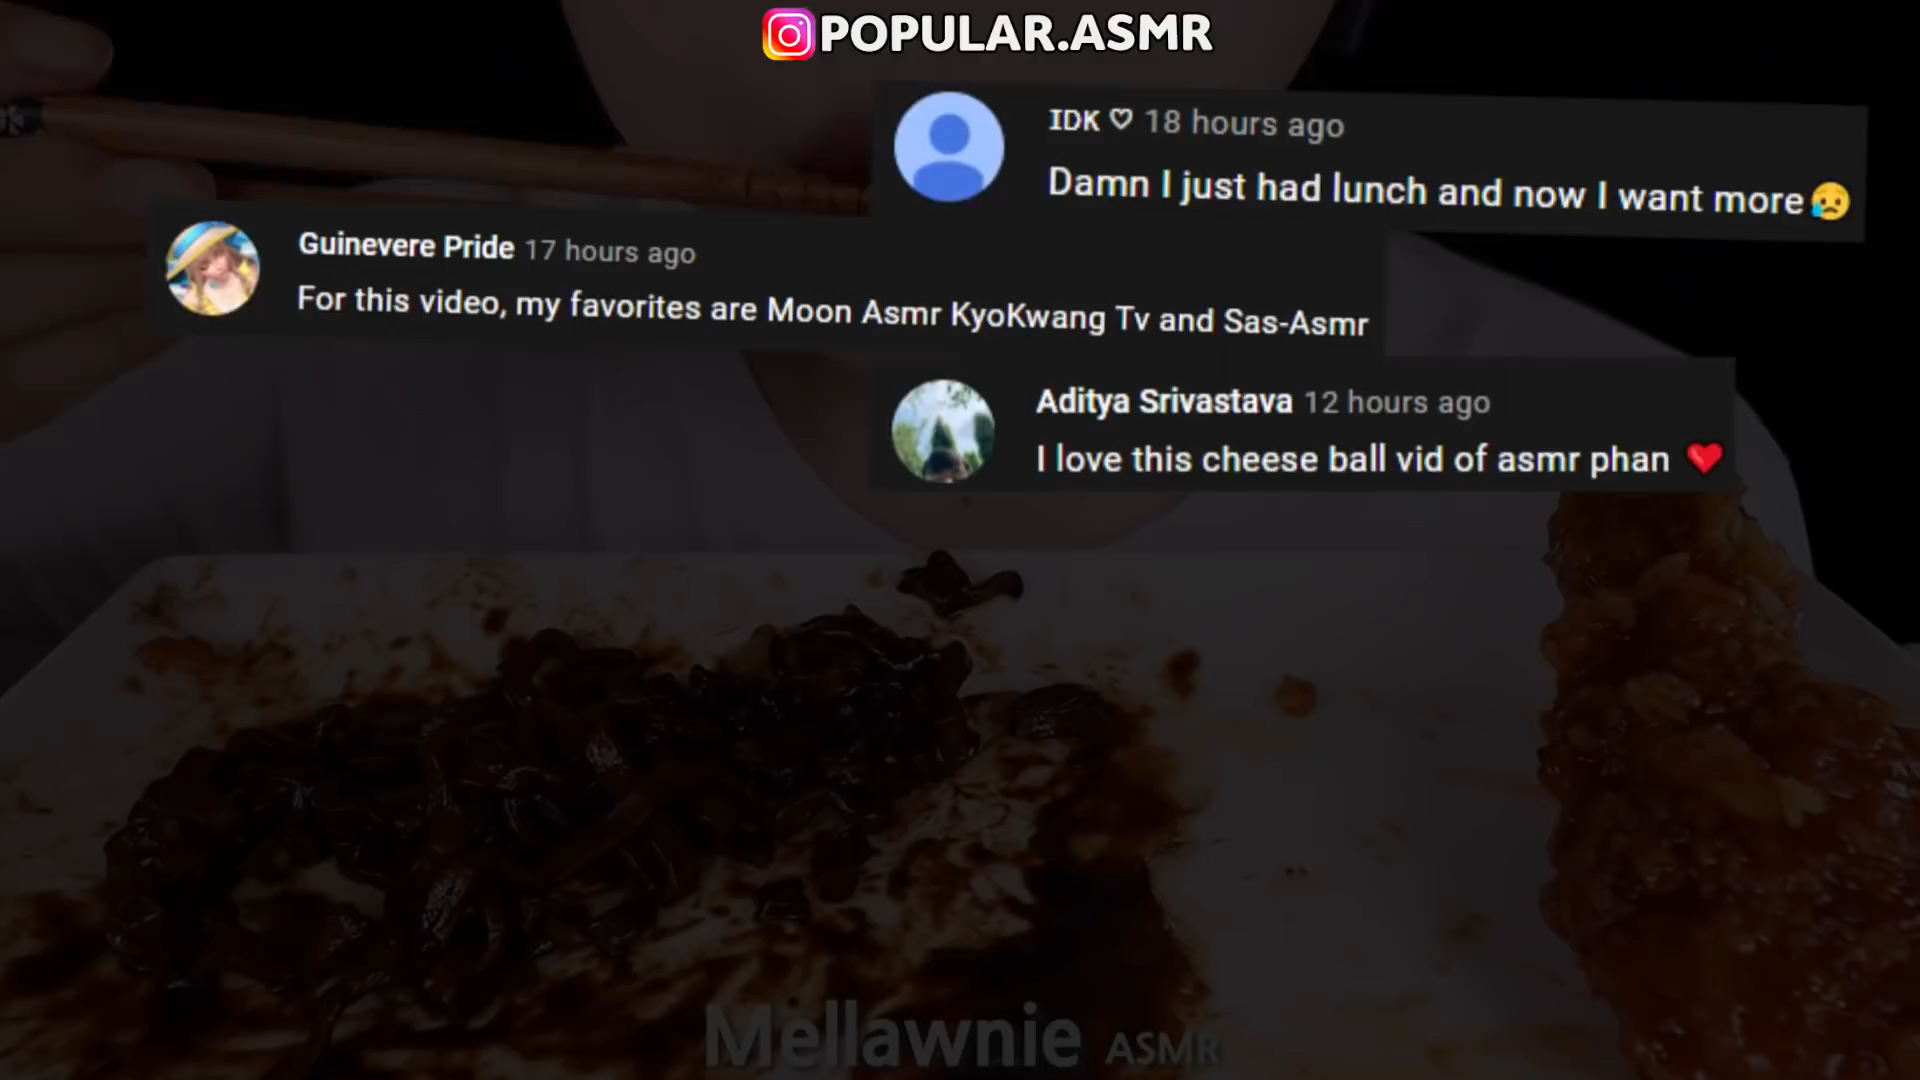 POPULAR.ASMR
IDK ♡ 18 hours ago
Damn I just had lunch and now I want more😥
Guinevere Pride 17 hours ago
For this video, my favorites are Moon Asmr KyoKwang Tv and Sas-Asmr
Aditya Srivastava 12 hours ago
I love this cheese ball vid of asmr phan ❤️
Mellawnie ASMR